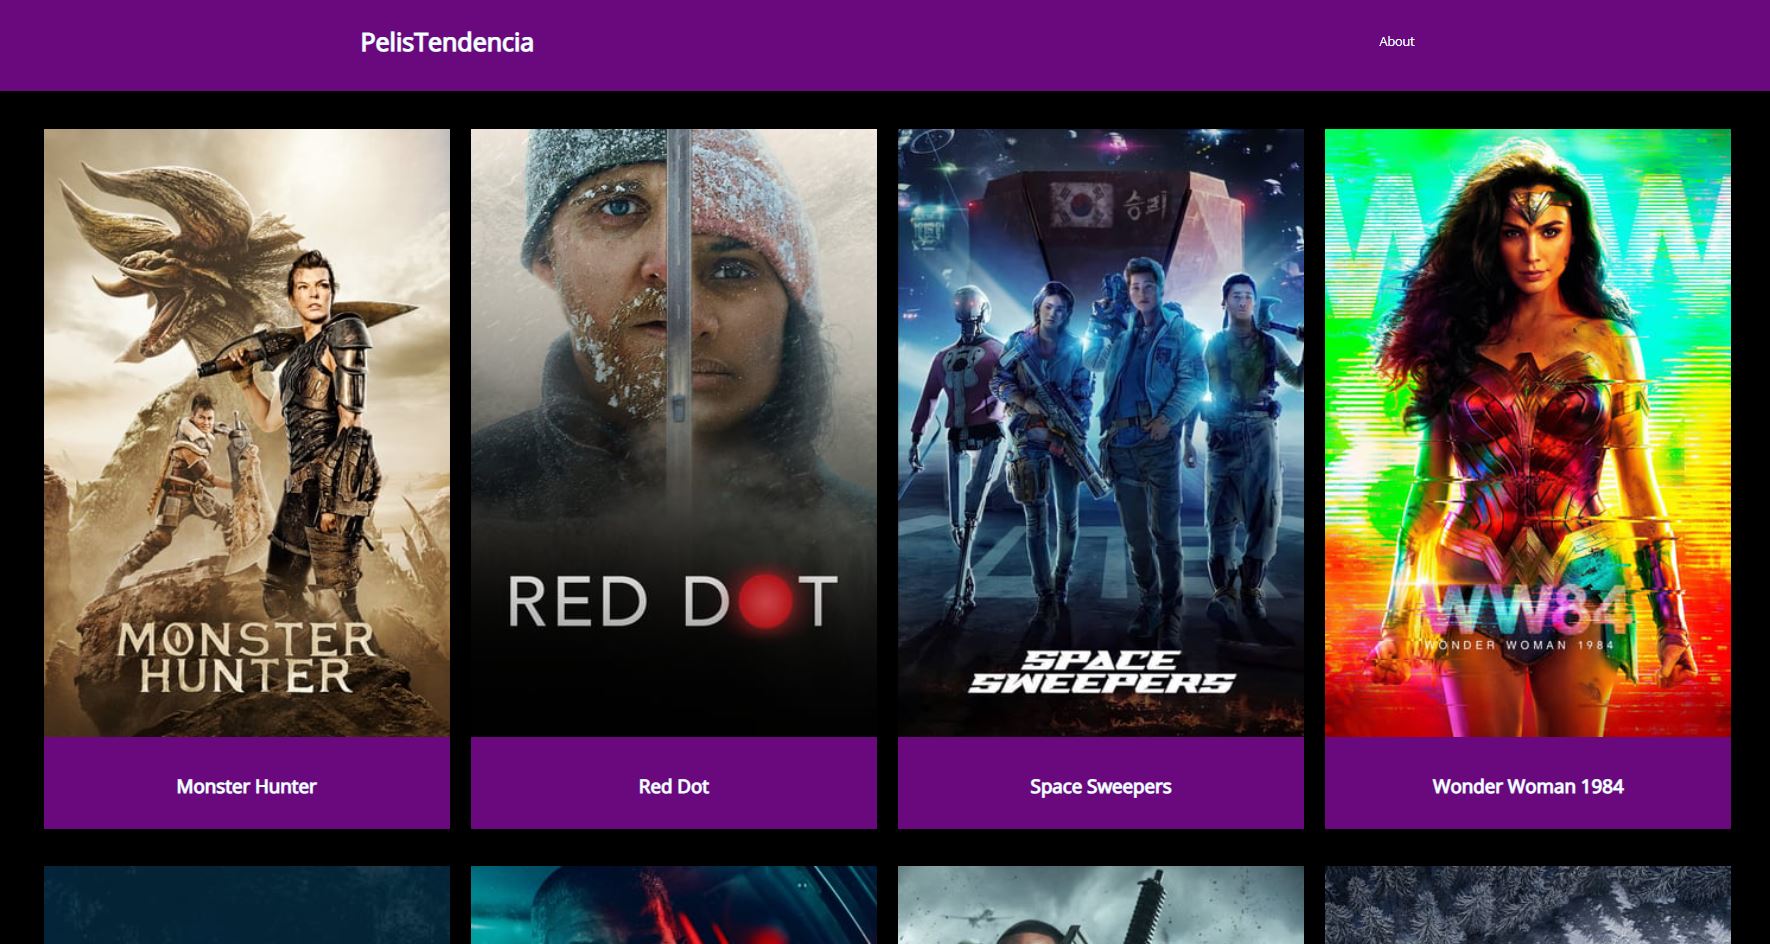 PelisTendencia
About
MONSTER
HUNTER
RED DOT
승리
SPACE
SWEEPERS
WW84
WONDER WOMAN 1984
Monster Hunter
Red Dot
Space Sweepers
Wonder Woman 1984